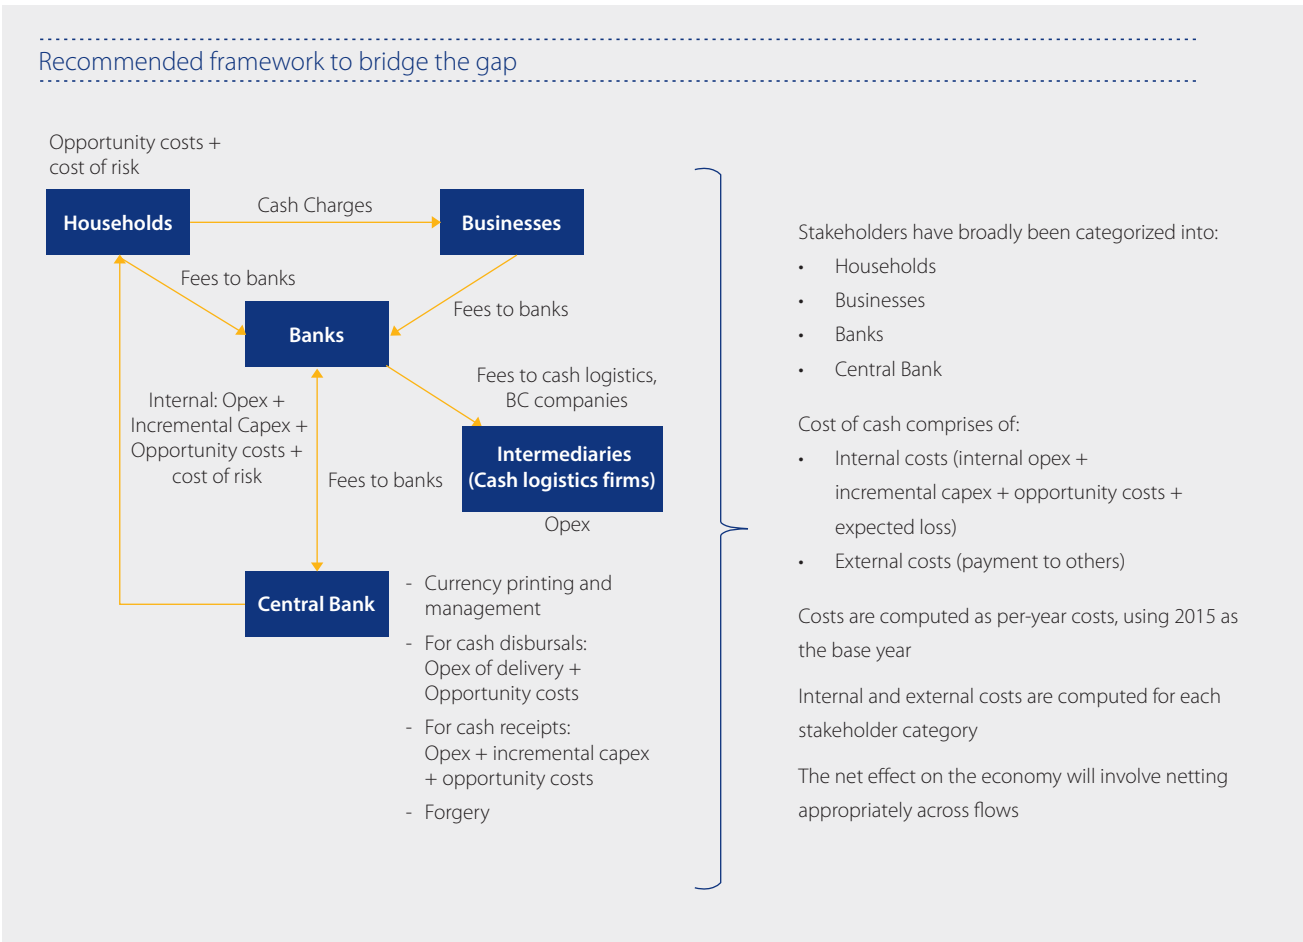 Recommended framework to bridge the gap
Opportunity costs +
cost of risk
Households
Cash Charges
Businesses
Fees to banks
Fees to banks
Banks
Fees to cash logistics,
BC companies
Internal: Opex +
Incremental Capex +
Opportunity costs +
cost of risk
Fees to banks
Intermediaries
(Cash logistics firms)
Opex
Central Bank
- Currency printing and
management
- For cash disbursals:
Opex of delivery +
Opportunity costs
- For cash receipts:
Opex + incremental capex
+ opportunity costs
- Forgery
Stakeholders have broadly been categorized into:
• Households
• Businesses
• Banks
• Central Bank
Cost of cash comprises of:
• Internal costs (internal opex +
incremental capex + opportunity costs +
expected loss)
• External costs (payment to others)
Costs are computed as per-year costs, using 2015 as
the base year
Internal and external costs are computed for each
stakeholder category
The net effect on the economy will involve netting
appropriately across flows